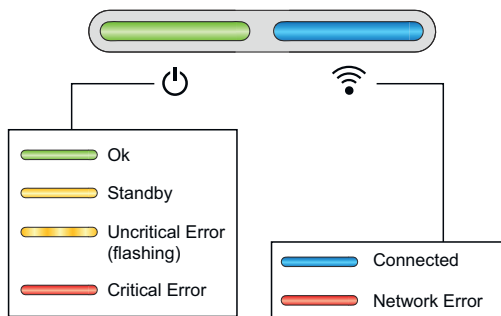 Ok
Standby
Uncritical Error
(flashing)
Critical Error
Connected
Network Error